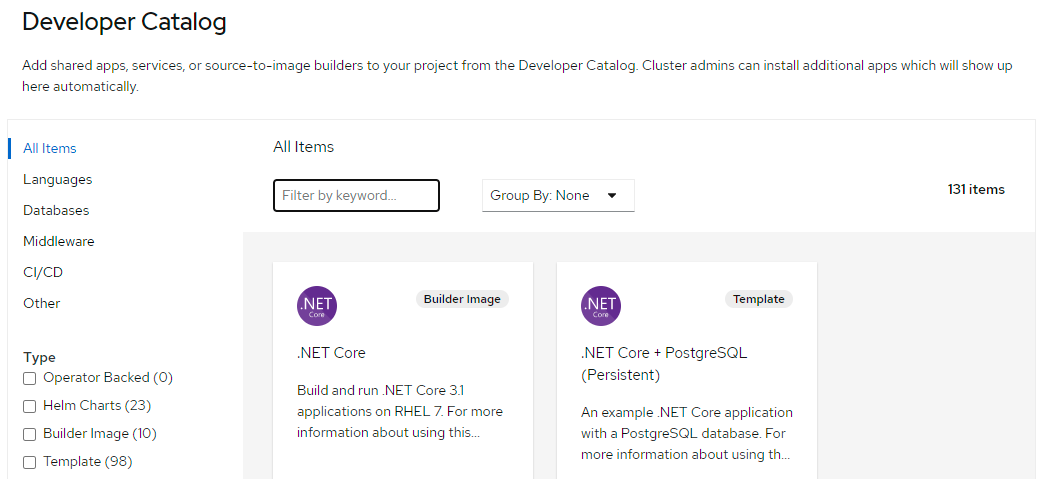 Developer Catalog
Add shared apps, services, or source-to-image builders to your project from the Developer Catalog. Cluster admins can install additional apps which will show up
here automatically.
All Items
Languages
Databases
Middleware
CI/CD
Other
Type
Operator Backed (0)
Helm Charts (23)
Builder Image (10)
Template (98)
All Items
Filter by keyword...
Group By: None
131 items
.NET
Core
Builder Image
.NET Core
Build and run .NET Core 3.1
applications on RHEL 7. For more
information about using this...
.NET
Core
Template
.NET Core + PostgreSQL
(Persistent)
An example .NET Core application
with a PostgreSQL database. For
more information about using th...